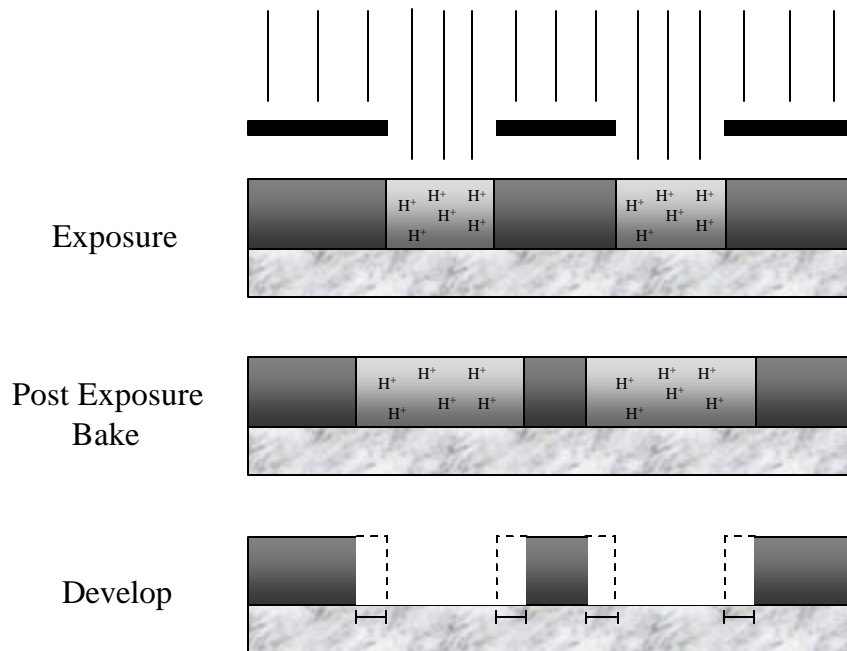 H⁺ H⁺ H⁺ H⁺
H⁺ H⁺
H⁺ H⁺
H⁺ H⁺
H⁺ H⁺
Exposure
H⁺ H⁺ H⁺ H⁺
H⁺ H⁺
Post Exposure
H⁺
H⁺ H⁺ H⁺
H⁺ H⁺
Bake
Develop